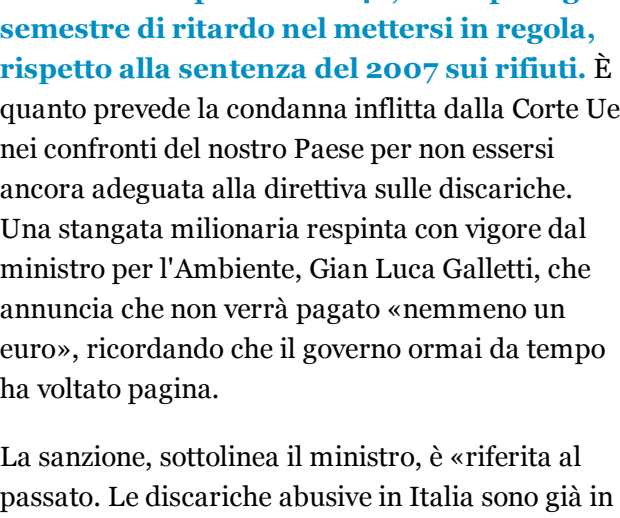 semestre di ritardo nel mettersi in regola,
rispetto alla sentenza del 2007 sui rifiuti. È
quanto prevede la condanna inflitta dalla Corte Ue
nei confronti del nostro Paese per non essersi
ancora adeguata alla direttiva sulle discariche.
Una stangata milionaria respinta con vigore dal
ministro per l'Ambiente, Gian Luca Galletti, che
annuncia che non verrà pagato «nemmeno un
euro», ricordando che il governo ormai da tempo
ha voltato pagina.
La sanzione, sottolinea il ministro, è «riferita al
passato. Le discariche abusive in Italia sono già in